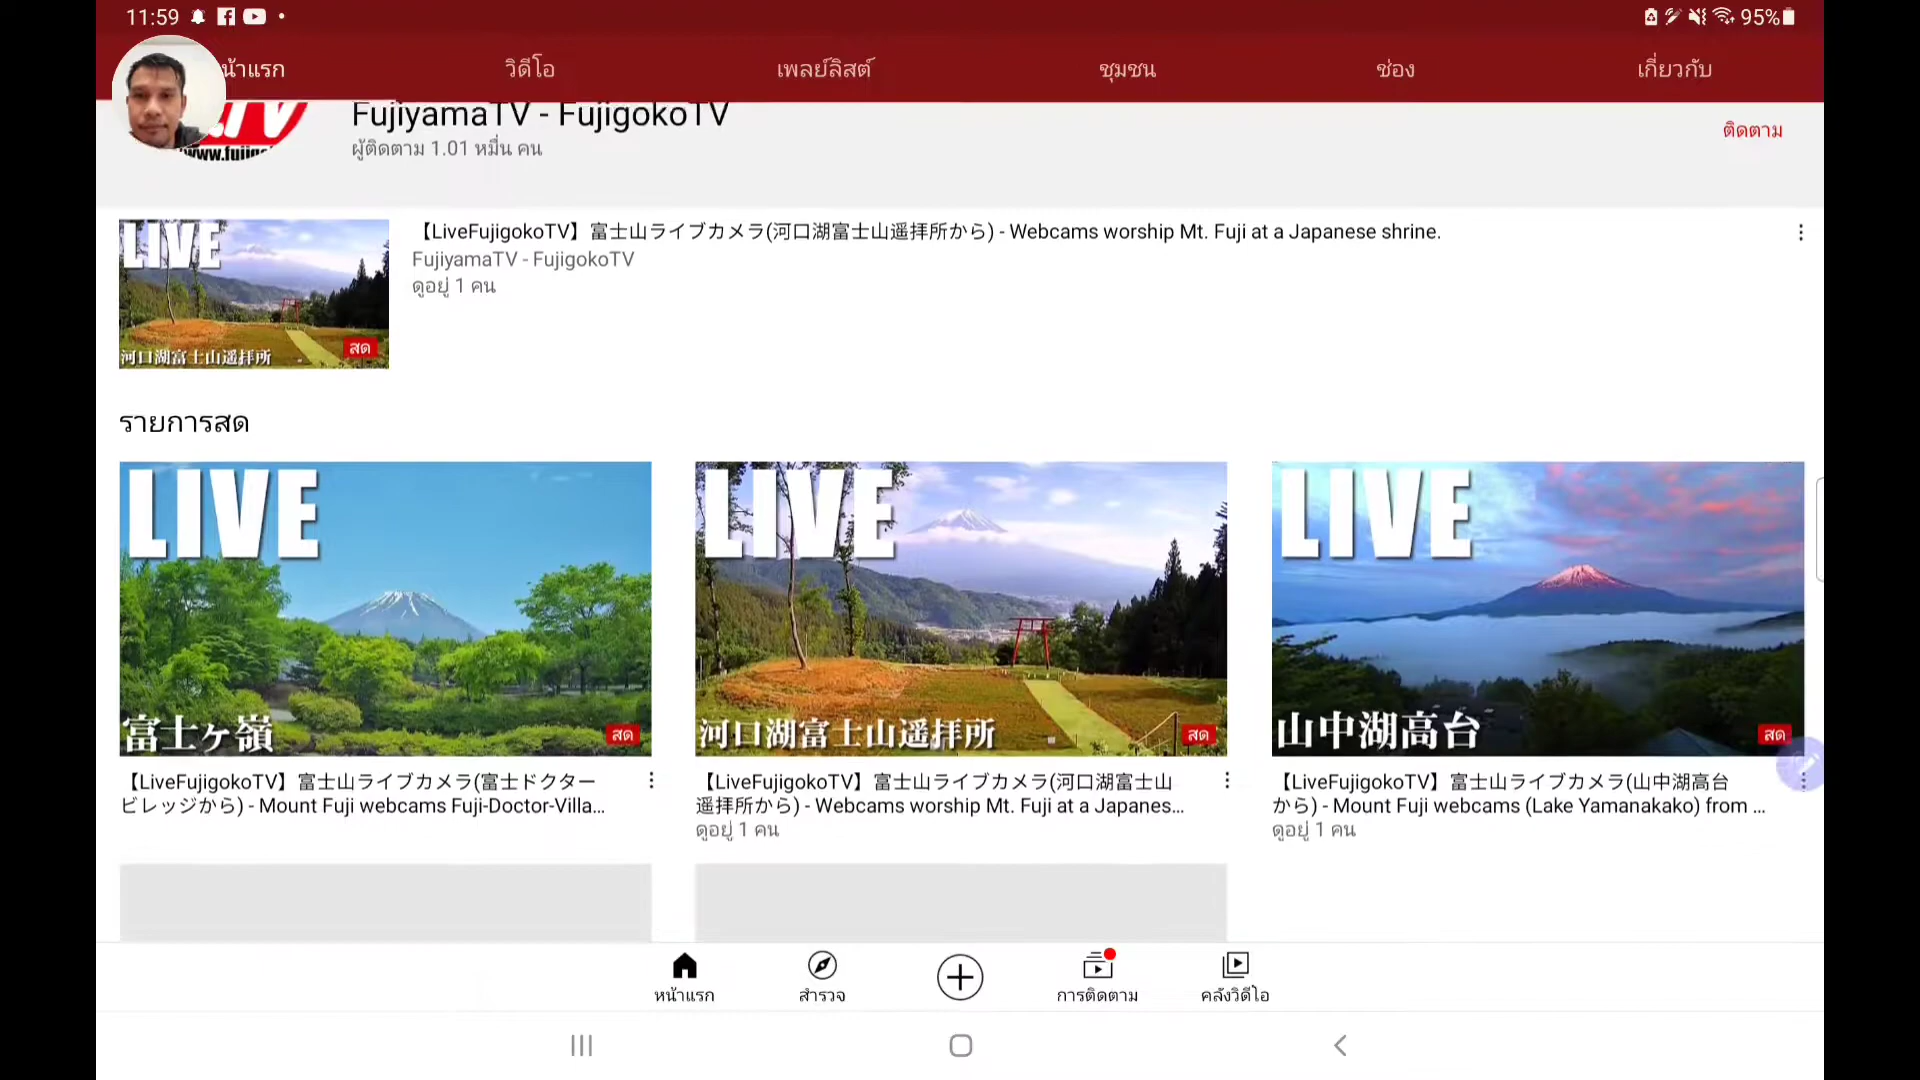 11:59
95%
น้าแรก
วิดีโอ
เพลย์ลิสต์
ชุมชน
ช่อง
เกี่ยวกับ
TV
www.fujig
FujiyamaTV - FujigokoTV
ผู้ติดตาม 1.01 หมื่น คน
ติดตาม
LIVE
河口湖富士山遥拝所
สด
【LiveFujigokoTV】富士山ライブカメラ(河口湖富士山遥拝所から) - Webcams worship Mt. Fuji at a Japanese shrine.
FujiyamaTV - FujigokoTV
ดูอยู่ 1 คน
รายการสด
LIVE
富士ヶ嶺
สด
【LiveFujigokoTV】富士山ライブカメラ(富士ドクター
ビレッジから) - Mount Fuji webcams Fuji-Doctor-Villa...
LIVE
河口湖富士山遥拝所
สด
【LiveFujigokoTV】富士山ライブカメラ(河口湖富士山
遥拝所から) - Webcams worship Mt. Fuji at a Japanes...
ดูอยู่ 1 คน
LIVE
山中湖高台
สด
【LiveFujigokoTV】富士山ライブカメラ(山中湖高台
から) - Mount Fuji webcams (Lake Yamanakako) from ...
ดูอยู่ 1 คน
หน้าแรก
สำรวจ
การติดตาม
คลังวิดีโอ